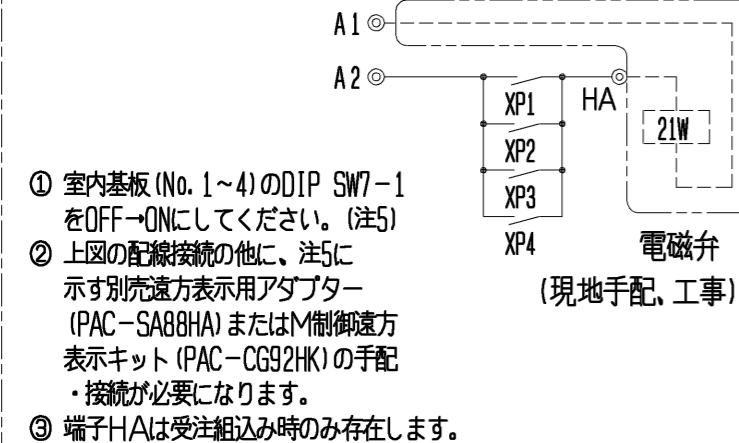 A1
A2
XP1
HA
21W
XP2
XP3
XP4
電磁弁
(現地手配、工事)
① 室内基板(No. 1~4)のDIP SW7-1
をOFF→ONにしてください。(注5)
② 上図の配線接続の他に、注5に
示す別売遠方表示用アダプター
(PAC-SA88HA)またはM制御遠方
表示キット(PAC-CG92HK)の手配
・接続が必要になります。
③ 端子HAは受注組込み時のみ存在します。